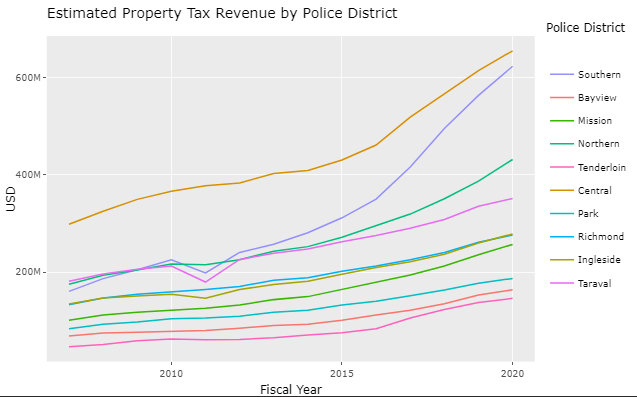 Estimated Property Tax Revenue by Police District
Police District
Southern
Bayview
Mission
Northern
Tenderloin
Central
Park
Richmond
Ingleside
Taraval
600M
400M
200M
USD
2010
2015
2020
Fiscal Year